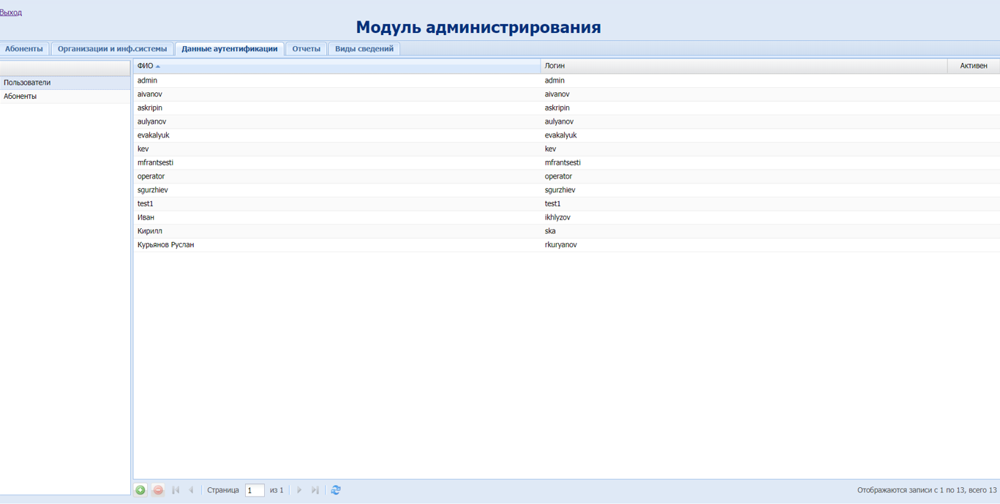 Выход
Модуль администрирования
Абоненты Организации и инф.системы Данные аутентификации Отчеты Виды сведений
ФИО Логин Активен
Пользователи
Абоненты
admin admin
aivanov aivanov
askripin askripin
aulyanov aulyanov
evakalyuk evakalyuk
kev kev
mfrantsesti mfrantsesti
operator operator
sgurzhiev sgurzhiev
test1 test1
Иван ikhlyzov
Кирилл ska
Курьянов Руслан rkuryanov
Страница 1 из 1 Отображаются записи с 1 по 13, всего 13